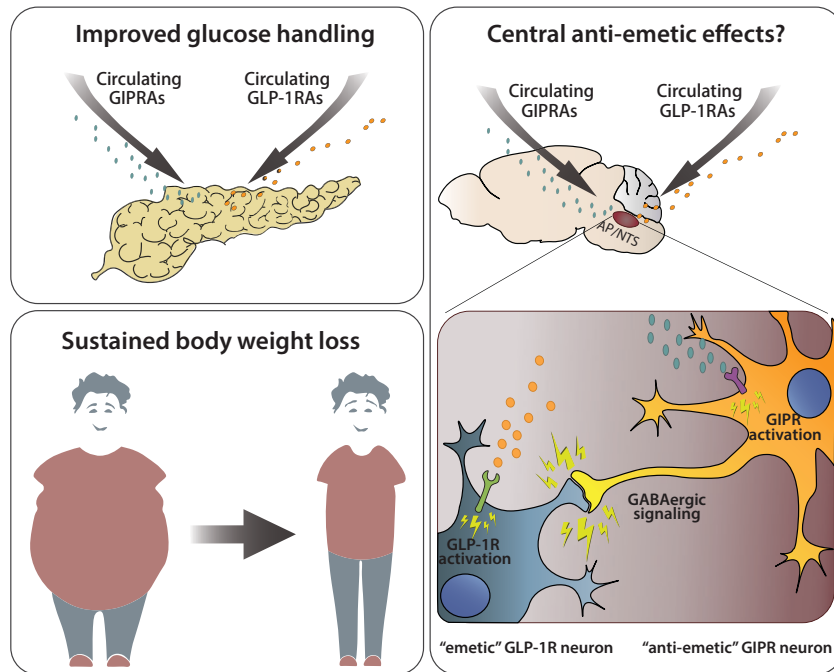 Improved glucose handling
Circulating
GIPRAs
Circulating
GLP-1RAs
Sustained body weight loss
Central anti-emetic effects?
Circulating
GIPRAs
Circulating
GLP-1RAs
AP/NTS
GIPR
activation
GABAergic
signaling
GLP-1R
activation
“emetic” GLP-1R neuron
“anti-emetic” GIPR neuron